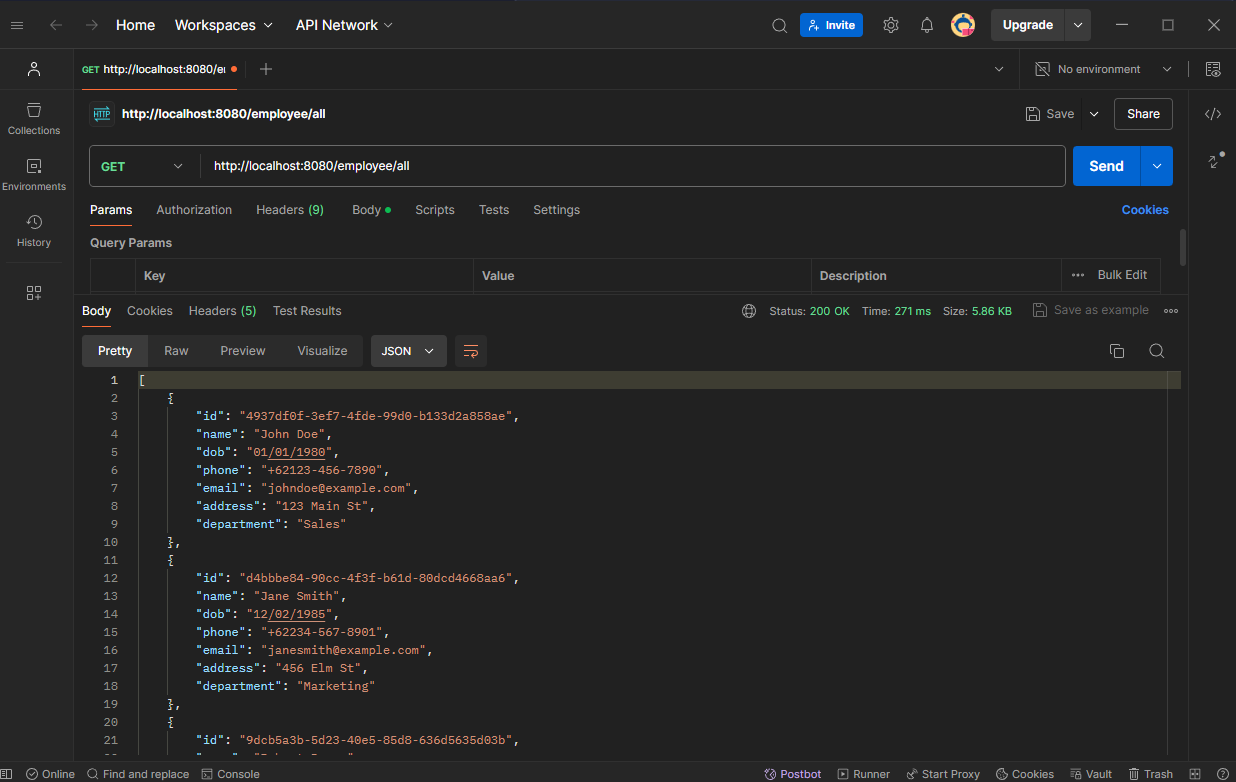 Home Workspaces API Network Invite Upgrade
GET http://localhost:8080/e No environment
HTTP http://localhost:8080/employee/all Save Share
Collections
GET http://localhost:8080/employee/all Send
Environments
Params Authorization Headers (9) Body Scripts Tests Settings Cookies
History
Query Params
Key Value Description Bulk Edit
Body Cookies Headers (5) Test Results Status: 200 OK Time: 271 ms Size: 5.86 KB Save as example
Pretty Raw Preview Visualize JSON
1 [
2 {
3 "id": "4937df0f-3ef7-4fde-99d0-b133d2a858ae",
4 "name": "John Doe",
5 "dob": "01/01/1980",
6 "phone": "+62123-456-7890",
7 "email": "johndoe@example.com",
8 "address": "123 Main St",
9 "department": "Sales"
10 },
11 {
12 "id": "d4bbbe84-90cc-4f3f-b61d-80dcd4668aa6",
13 "name": "Jane Smith",
14 "dob": "12/02/1985",
15 "phone": "+62234-567-8901",
16 "email": "janesmith@example.com",
17 "address": "456 Elm St",
18 "department": "Marketing"
19 },
20 {
21 "id": "9dcb5a3b-5d23-40e5-85d8-636d5635d03b",
Online Find and replace Console Postbot Runner Start Proxy Cookies Vault Trash